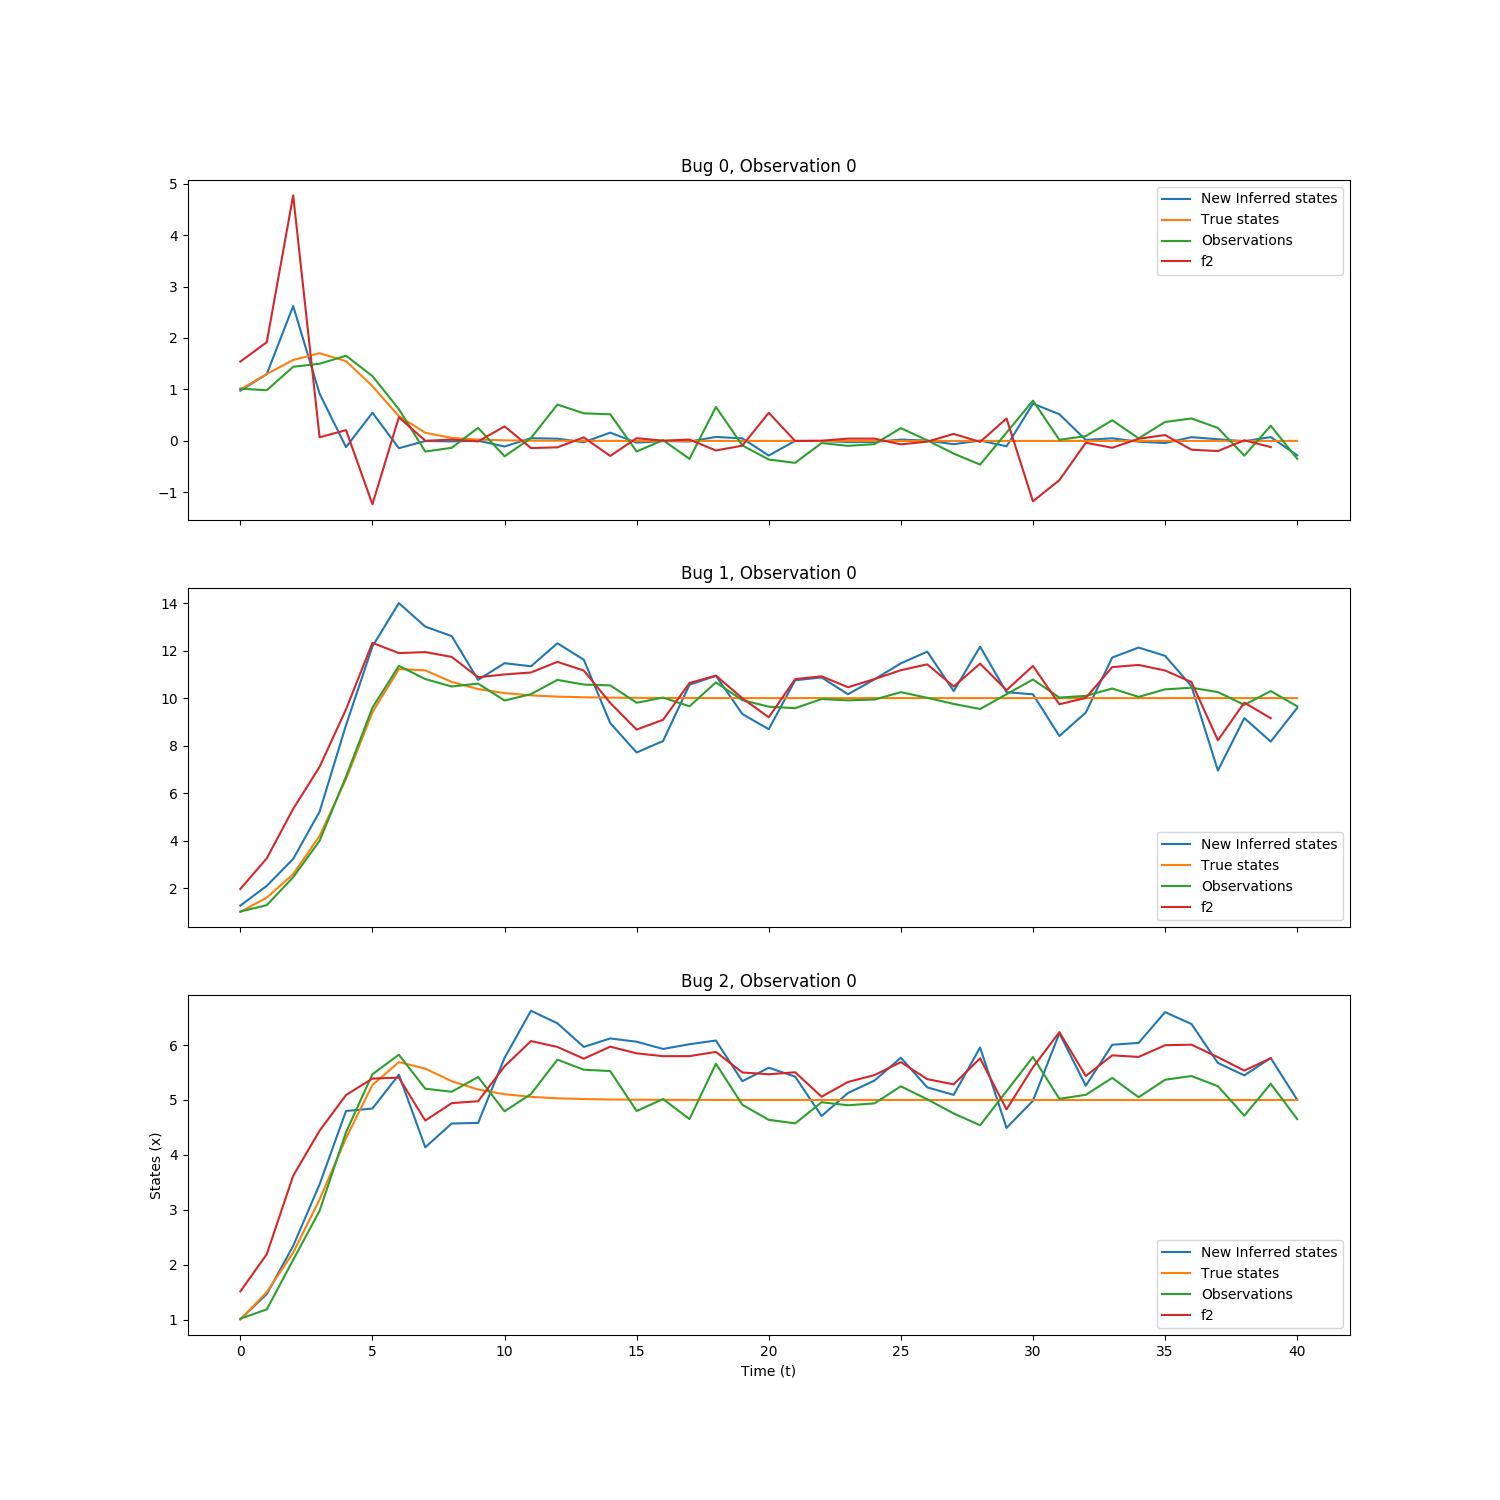 Bug 0, Observation 0
5
4
3
2
1
0
−1
New Inferred states
True states
Observations
f2
Bug 1, Observation 0
14
12
10
8
6
4
2
New Inferred states
True states
Observations
f2
Bug 2, Observation 0
6
5
4
3
2
1
States (x)
New Inferred states
True states
Observations
f2
0 5 10 15 20 25 30 35 40
Time (t)